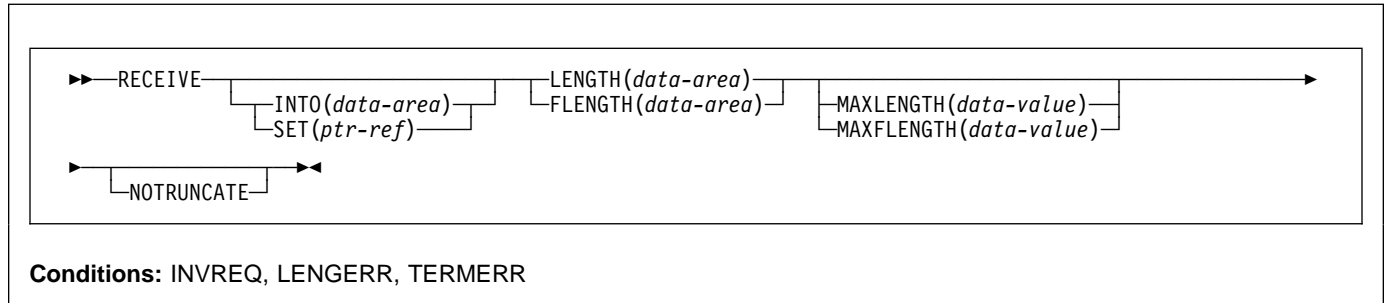 ►►──RECEIVE──LENGTH(data-area)──►
INTO(data-area) FLENGTH(data-area) MAXLENGTH(data-value)
SET(ptr-ref) MAXFLENGTH(data-value)
►──►◄
NOTRUNCATE
Conditions: INVREQ, LENGERR, TERMERR